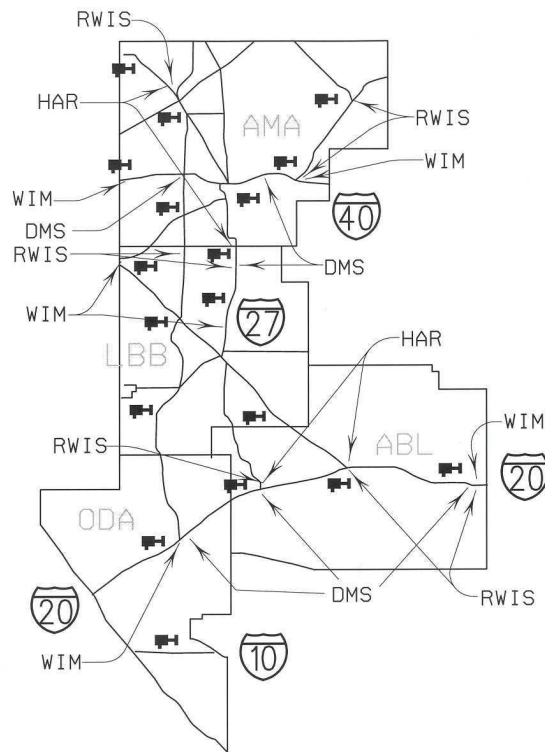 RWIS
HAR
AMA
RWIS
WIM
WIM
40
DMS
RWIS
DMS
WIM
27
LBB
HAR
ABL
WIM
RWIS
20
ODA
DMS
RWIS
20
WIM
10